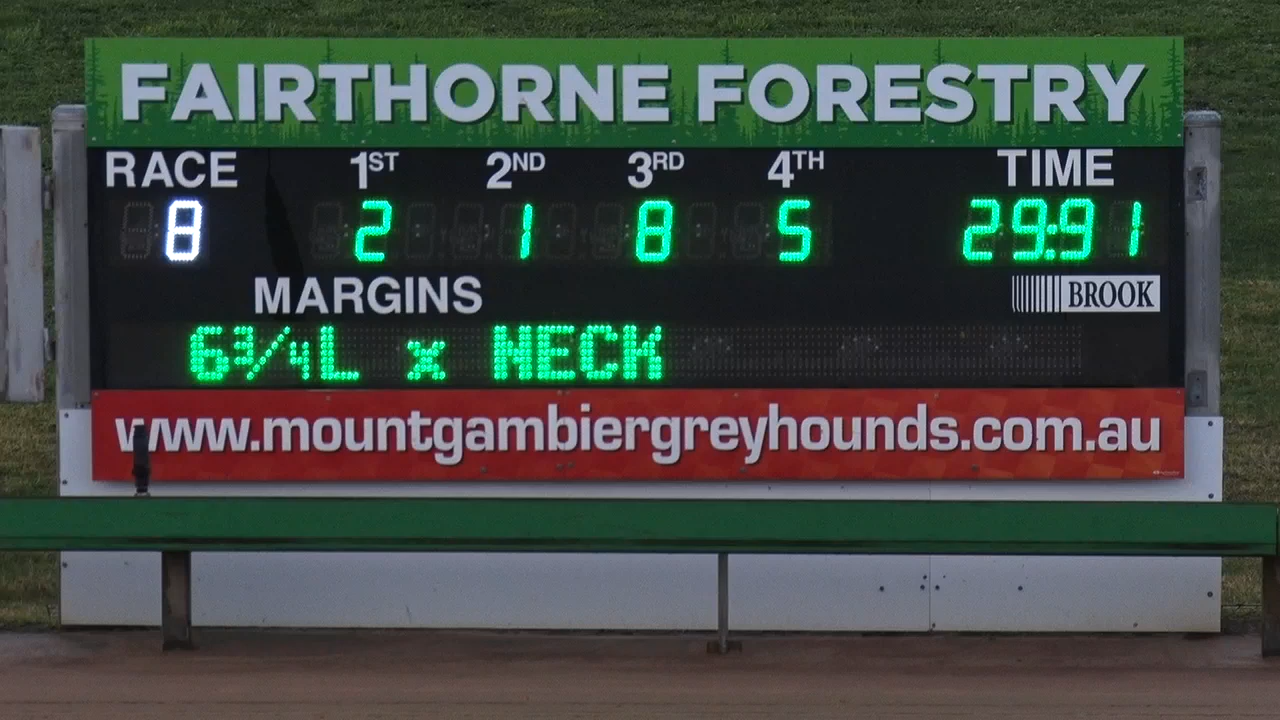 FAIRTHORNE FORESTRY
RACE 1ST 2ND 3RD 4TH TIME
8 2 1 8 5 29:91
MARGINS
BROOK
6¾L x NECK
www.mountgambiergreyhounds.com.au